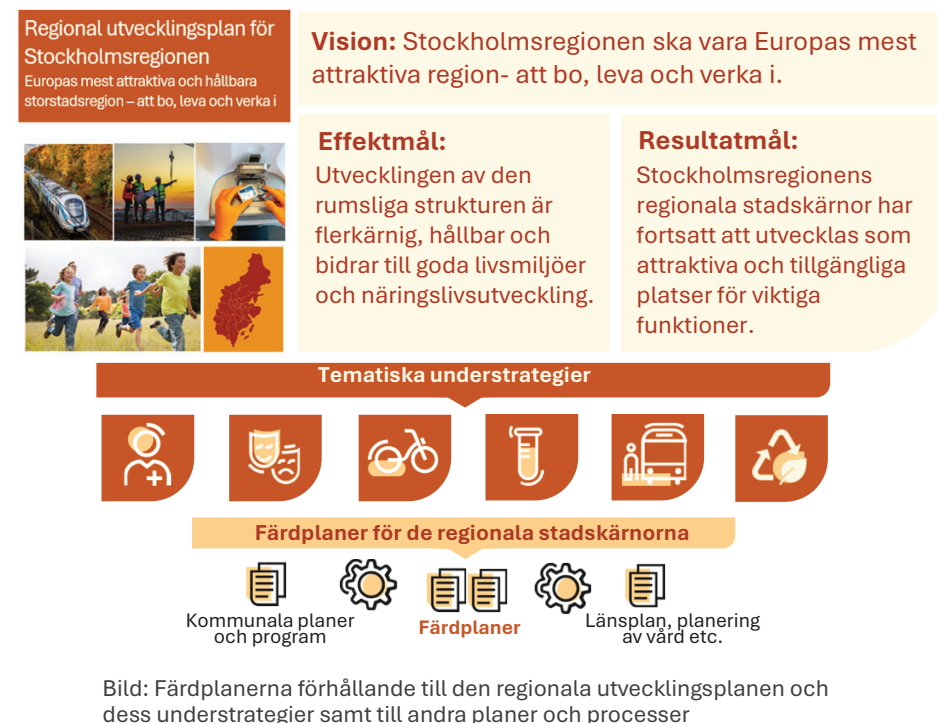 Regional utvecklingsplan för
Stockholmsregionen
Europas mest attraktiva och hållbara
storstadsregion – att bo, leva och verka i
Vision: Stockholmsregionen ska vara Europas mest
attraktiva region- att bo, leva och verka i.
Effektmål:
Utvecklingen av den
rumsliga strukturen är
flerkärnig, hållbar och
bidrar till goda livsmiljöer
och näringslivsutveckling.
Resultatmål:
Stockholmsregionens
regionala stadskärnor har
fortsatt att utvecklas som
attraktiva och tillgängliga
platser för viktiga
funktioner.
Tematiska understrategier
Färdplaner för de regionala stadskärnorna
Kommunala planer
och program
Färdplaner
Länsplan, planering
av vård etc.
Bild: Färdplanerna förhållande till den regionala utvecklingsplanen och
dess understrategier samt till andra planer och processer